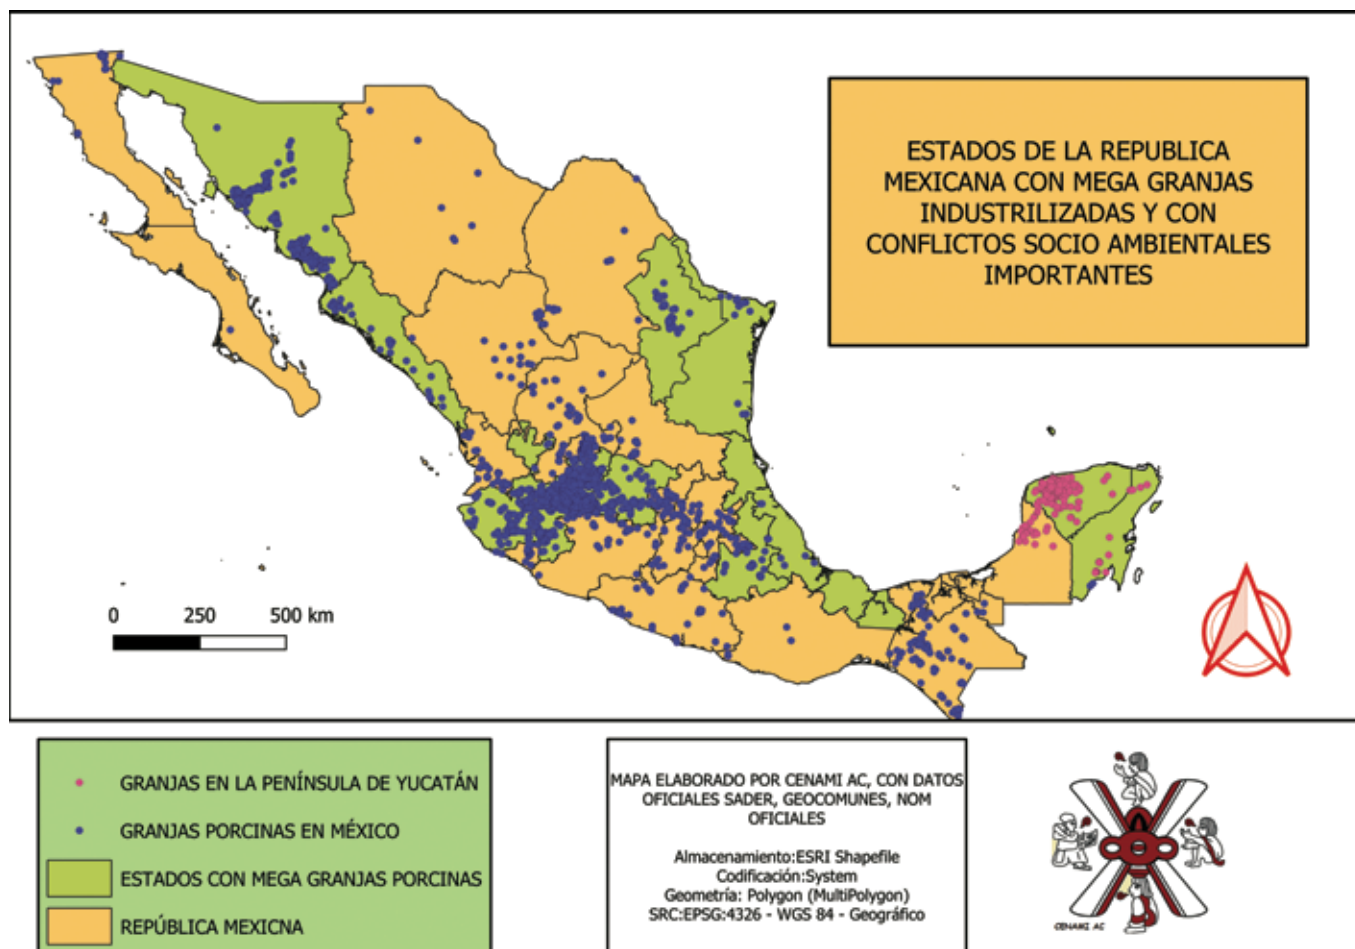 ESTADOS DE LA REPUBLICA
MEXICANA CON MEGA GRANJAS
INDUSTRILIZADAS Y CON
CONFLICTOS SOCIO AMBIENTALES
IMPORTANTES
0 250 500 km
GRANJAS EN LA PENÍNSULA DE YUCATÁN
GRANJAS PORCINAS EN MÉXICO
ESTADOS CON MEGA GRANJAS PORCINAS
REPÚBLICA MEXICNA
MAPA ELABORADO POR CENAMI AC, CON DATOS
OFICIALES SADER, GEOCOMUNES, NOM
OFICIALES
Almacenamiento:ESRI Shapefile
Codificación:System
Geometría: Polygon (MultiPolygon)
SRC:EPSG:4326 - WGS 84 - Geográfico
CENAMI AC